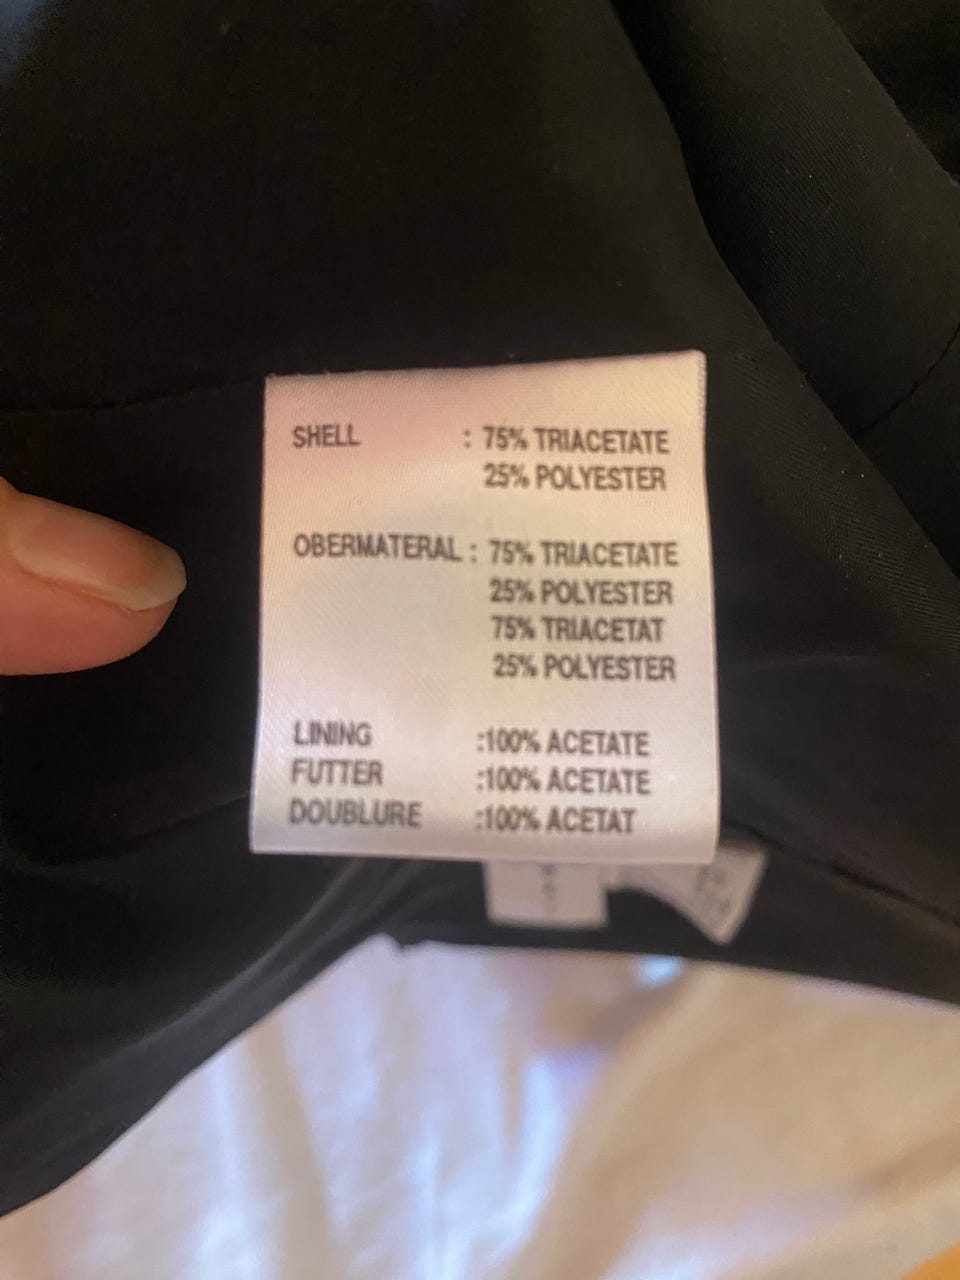 SHELL : 75% TRIACETATE
25% POLYESTER
OBERMATERAL : 75% TRIACETATE
25% POLYESTER
75% TRIACETAT
25% POLYESTER
LINING :100% ACETATE
FUTTER :100% ACETATE
DOUBLURE :100% ACETAT